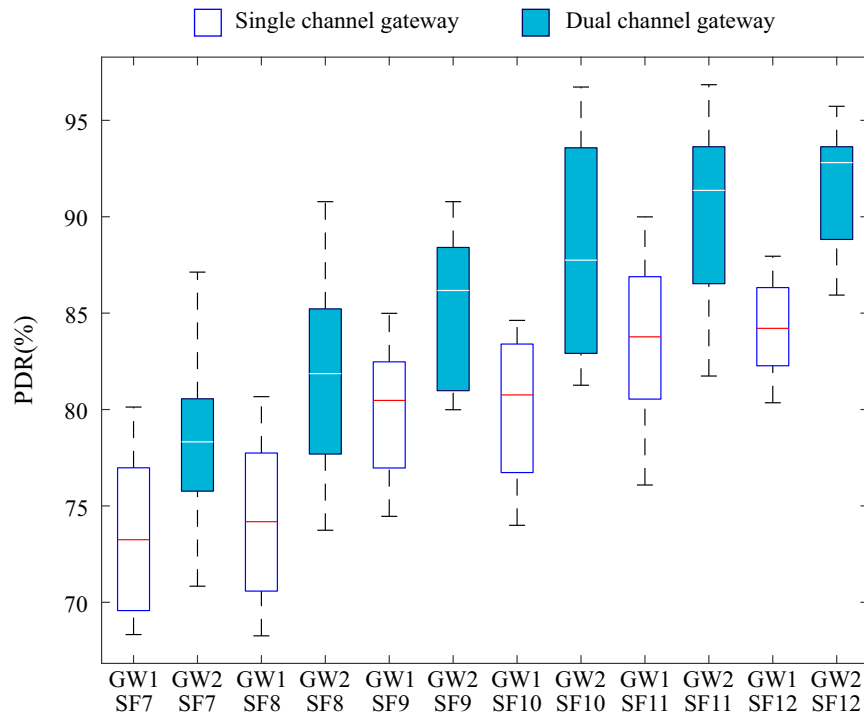 Single channel gateway Dual channel gateway
PDR(%)
95
90
85
80
75
70
GW1 GW2 GW1 GW2 GW1 GW2 GW1 GW2 GW1 GW2 GW1 GW2
SF7 SF7 SF8 SF8 SF9 SF9 SF10 SF10 SF11 SF11 SF12 SF12